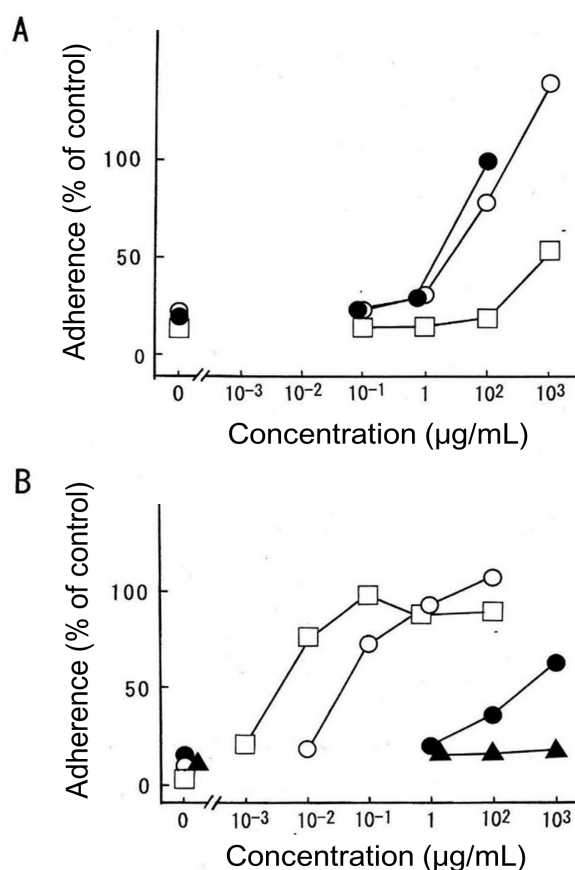 A
Adherence (% of control)
100
50
0
0 10⁻³ 10⁻² 10⁻¹ 1 10² 10³
Concentration (µg/mL)
B
Adherence (% of control)
100
50
0
0 10⁻³ 10⁻² 10⁻¹ 1 10² 10³
Concentration (µg/mL)